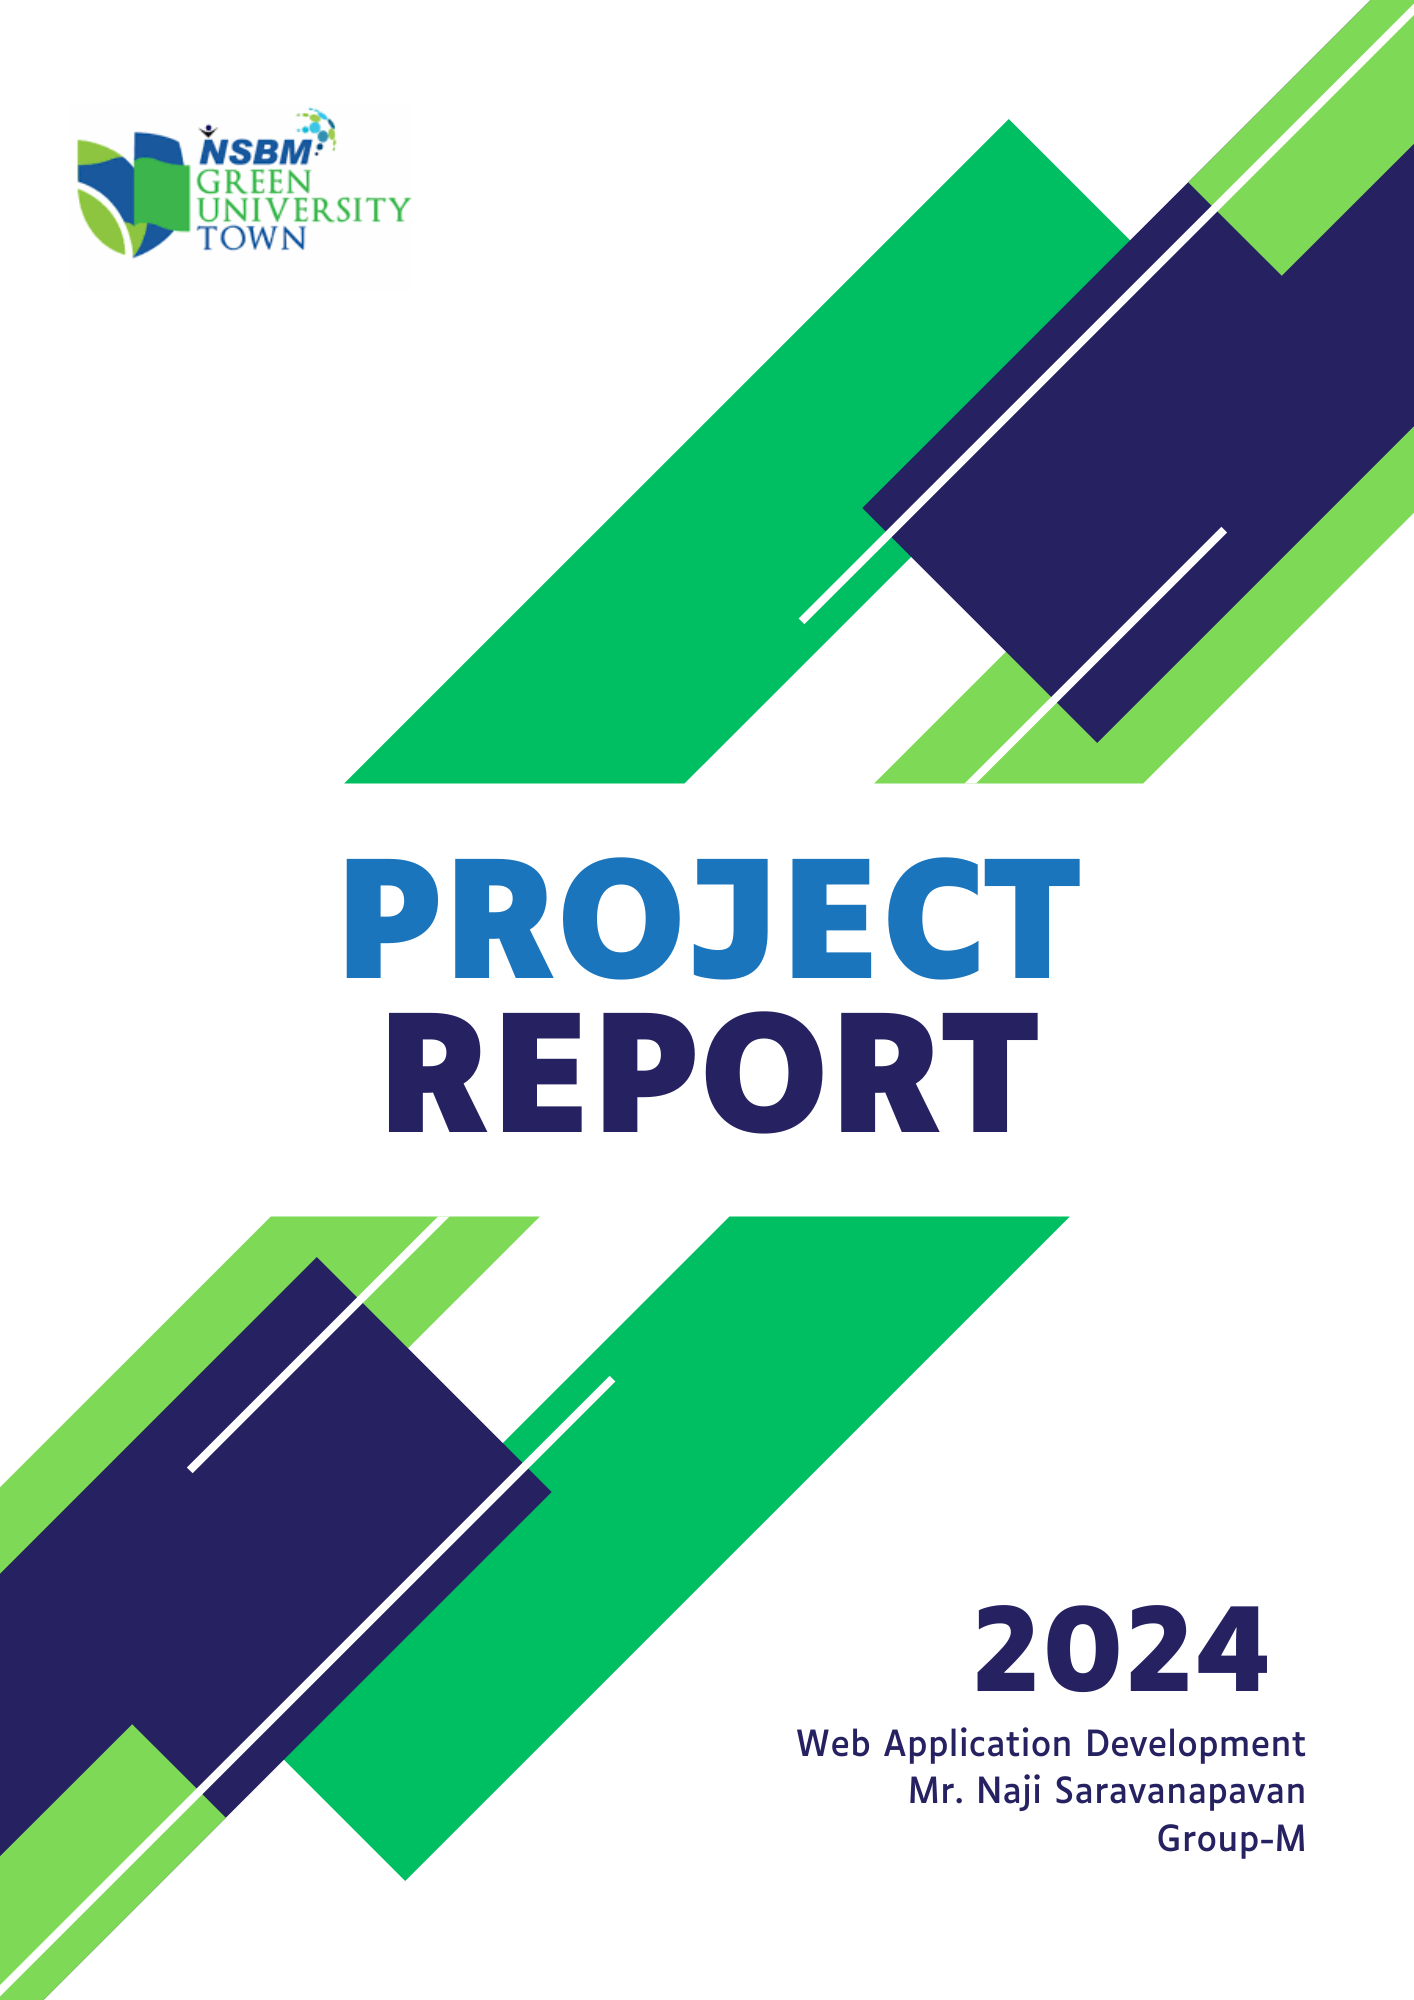 NSBM
GREEN
UNIVERSITY
TOWN
PROJECT
REPORT
2024
Web Application Development
Mr. Naji Saravanapavan
Group-M